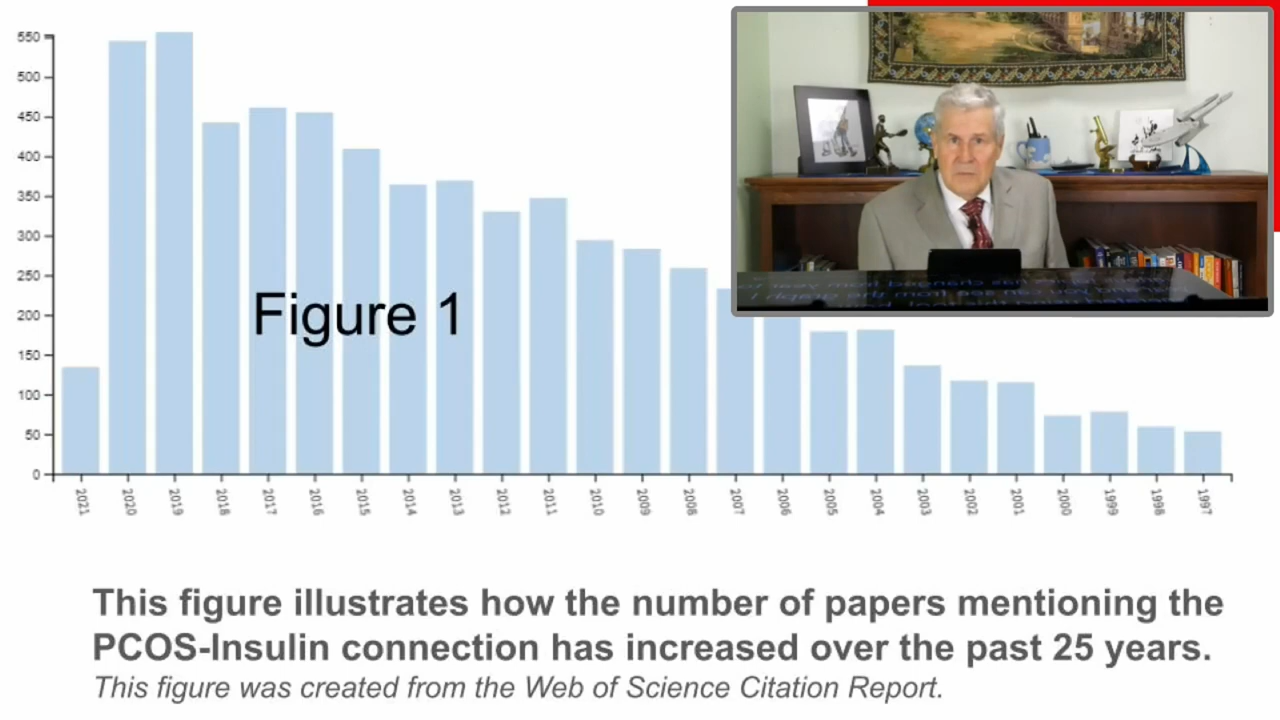 550
500
450
400
350
300
250
200
150
100
50
0
Figure 1
2021 2020 2019 2018 2017 2016 2015 2014 2013 2012 2011 2010 2009 2008 2007 2006 2005 2004 2003 2002 2001 2000 1999 1998 1997
This figure illustrates how the number of papers mentioning the
PCOS-Insulin connection has increased over the past 25 years.
This figure was created from the Web of Science Citation Report.